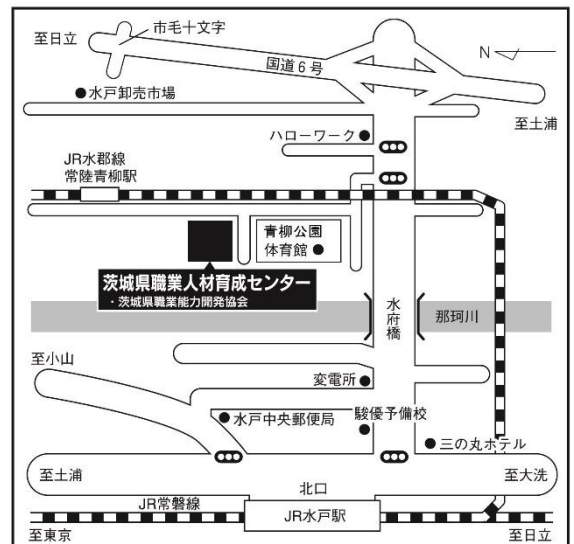 市毛十文字
至日立
国道6号
N
水戸卸売市場
至土浦
ハローワーク
JR水郡線
常陸青柳駅
青柳公園
体育館
茨城県職業人材育成センター
・茨城県職業能力開発協会
水府橋
那珂川
至小山
変電所
水戸中央郵便局
駿優予備校
三の丸ホテル
至土浦
至大洗
北口
JR常磐線
JR水戸駅
至東京
至日立